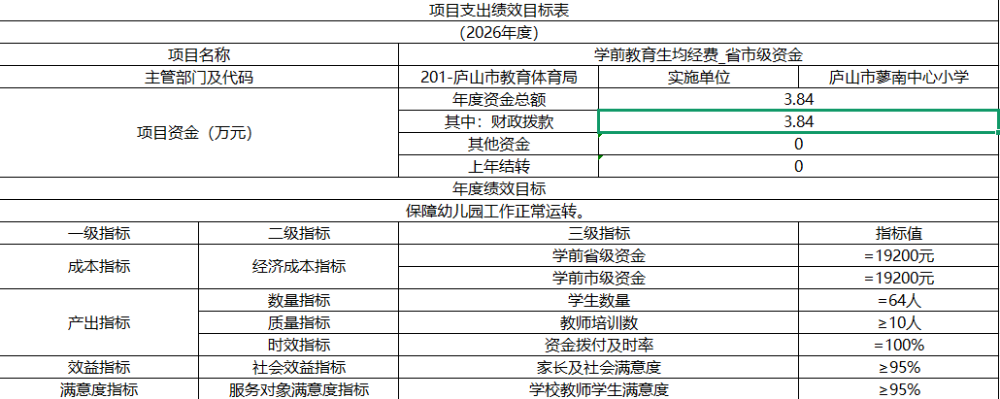 项目支出绩效目标表
（2026年度）
项目名称 学前教育生均经费_省市级资金
主管部门及代码 201-庐山市教育体育局 实施单位 庐山市蓼南中心小学
项目资金（万元） 年度资金总额 3.84
其中：财政拨款 3.84
其他资金 0
上年结转 0
年度绩效目标
保障幼儿园工作正常运转。
一级指标 二级指标 三级指标 指标值
成本指标 经济成本指标 学前省级资金 =19200元
学前市级资金 =19200元
产出指标 数量指标 学生数量 =64人
质量指标 教师培训数 ≥10人
时效指标 资金拨付及时率 =100%
效益指标 社会效益指标 家长及社会满意度 ≥95%
满意度指标 服务对象满意度指标 学校教师学生满意度 ≥95%